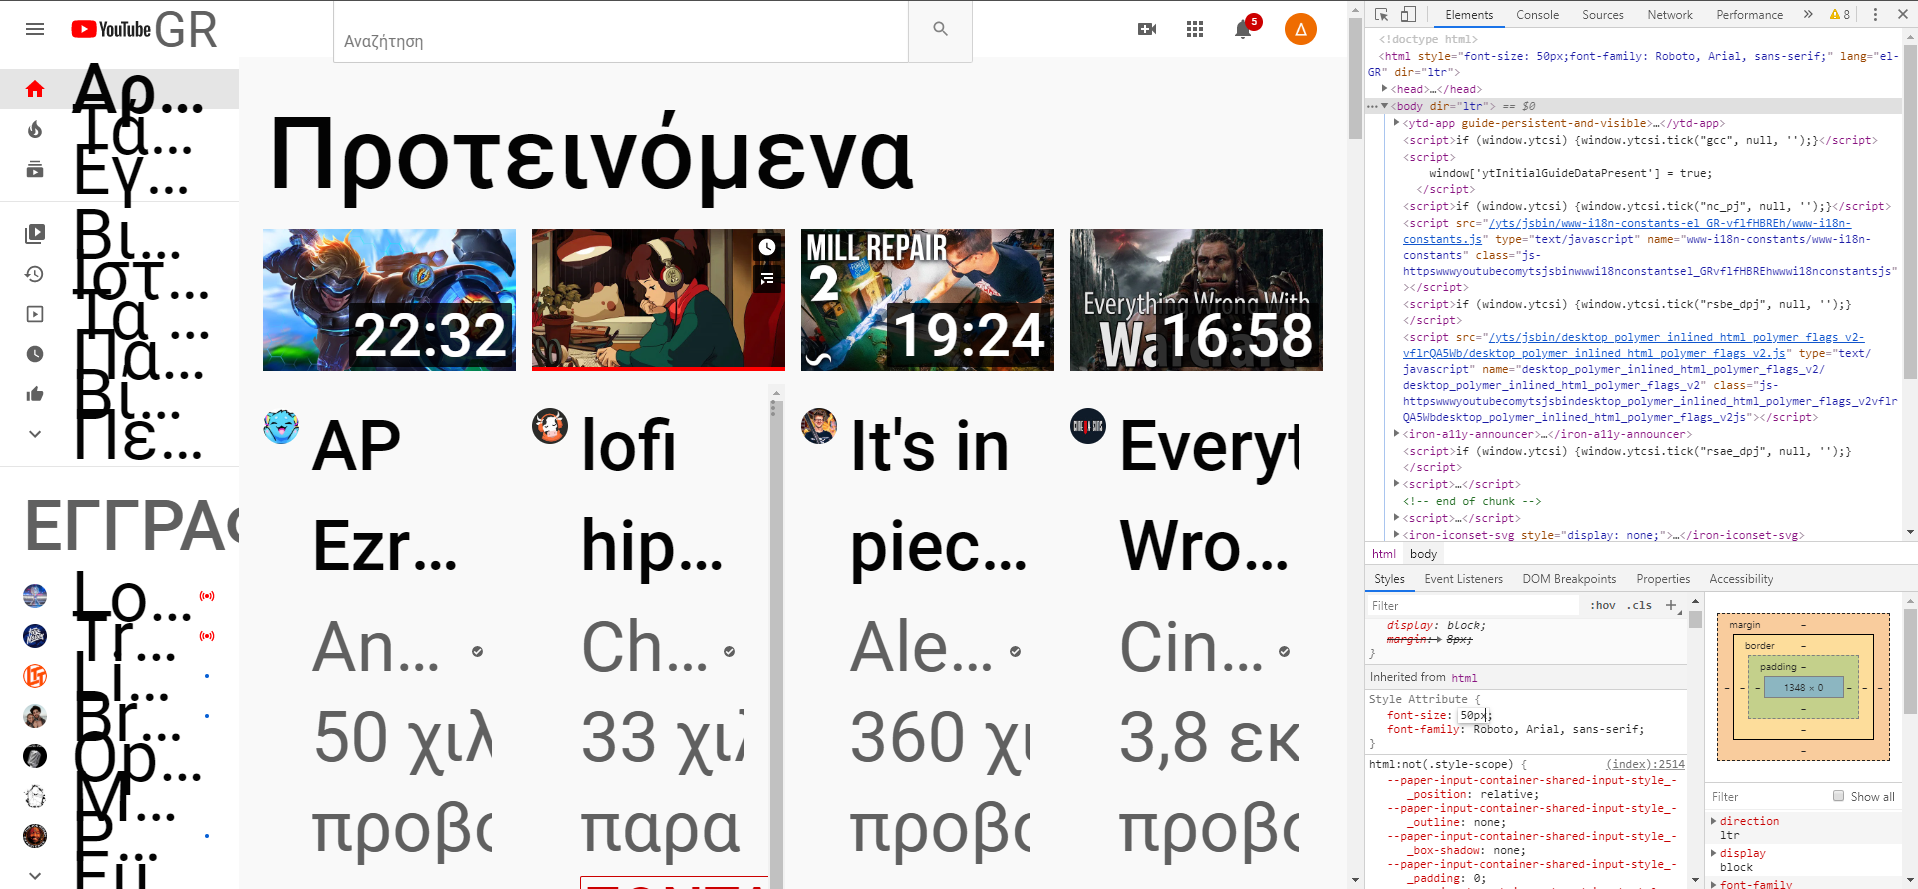 YouTube GR
Αναζήτηση
5
Δ
Αρ...
Τά...
Εγ...
Βι...
Ιστ...
Τα ...
Πα...
Βί...
Πε...
ΕΓΓΡΑΦ
Lo...
Tr...
Li...
Br...
Op...
M...
P...
Προτεινόμενα
22:32
MILL REPAIR
2
19:24
Everything Wrong With
16:58
AP
Ezr...
An...
50 χιλ
προβο
lofi
hip...
Ch...
33 χιλ
παρα
It's in
piec...
Ale...
360 χι
προβο
Everyt
Wro...
Cin...
3,8 εκ
προβο
Elements Console Sources Network Performance » 8
<!doctype html>
<html style="font-size: 50px;font-family: Roboto, Arial, sans-serif;" lang="el-
GR" dir="ltr">
<head>…</head>
<body dir="ltr"> == $0
<ytd-app guide-persistent-and-visible>…</ytd-app>
<script>if (window.ytcsi) {window.ytcsi.tick("gcc", null, '');}</script>
<script>
window['ytInitialGuideDataPresent'] = true;
</script>
<script>if (window.ytcsi) {window.ytcsi.tick("nc_pj", null, '');}</script>
<script src="/yts/jsbin/www-i18n-constants-el_GR-vflfHBREh/www-i18n-
constants.js" type="text/javascript" name="www-i18n-constants/www-i18n-
constants" class="js-
httpswwwyoutubecomytsjsbinwwwi18nconstantsel_GRvflfHBREhwwwi18nconstantsjs"
></script>
<script>if (window.ytcsi) {window.ytcsi.tick("rsbe_dpj", null, '');}
</script>
<script src="/yts/jsbin/desktop_polymer_inlined_html_polymer_flags_v2-
vflrQA5Wb/desktop_polymer_inlined_html_polymer_flags_v2.js" type="text/
javascript" name="desktop_polymer_inlined_html_polymer_flags_v2/
desktop_polymer_inlined_html_polymer_flags_v2" class="js-
httpswwwyoutubecomytsjsbindesktop_polymer_inlined_html_polymer_flags_v2vflr
QA5Wbdesktop_polymer_inlined_html_polymer_flags_v2js"></script>
<iron-a11y-announcer>…</iron-a11y-announcer>
<script>if (window.ytcsi) {window.ytcsi.tick("rsae_dpj", null, '');}
</script>
<script>…</script>
<!-- end of chunk -->
<script>…</script>
<iron-iconset-svg style="display: none;">…</iron-iconset-svg>
html body
Styles Event Listeners DOM Breakpoints Properties Accessibility
Filter :hov .cls +
display: block;
margin: 8px;
}
Inherited from html
Style Attribute {
font-size: 50px;
font-family: Roboto, Arial, sans-serif;
}
html:not(.style-scope) { (index):2514
--paper-input-container-shared-input-style_-
_position: relative;
--paper-input-container-shared-input-style_-
_outline: none;
--paper-input-container-shared-input-style_-
_box-shadow: none;
--paper-input-container-shared-input-style_-
_padding: 0;
margin –
border –
padding –
1348 × 0
Filter Show all
direction
ltr
display
block
font-family